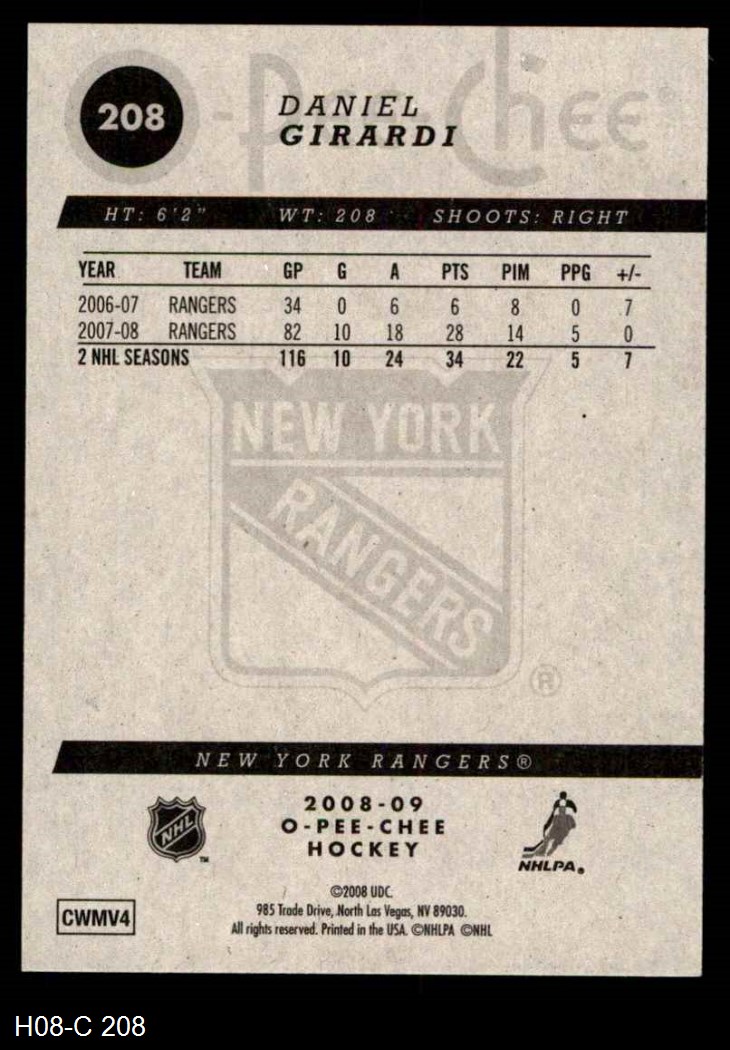 O-Pee-Chee
208
DANIEL
GIRARDI
HT: 6'2" WT: 208 SHOOTS: RIGHT
YEAR TEAM GP G A PTS PIM PPG +/-
2006-07 RANGERS 34 0 6 6 8 0 7
2007-08 RANGERS 82 10 18 28 14 5 0
2 NHL SEASONS 116 10 24 34 22 5 7
NEW YORK
RANGERS
®
NEW YORK RANGERS®
NHL
TM
2008-09
O-PEE-CHEE
HOCKEY
NHLPA®
©2008 UDC.
985 Trade Drive, North Las Vegas, NV 89030.
All rights reserved. Printed in the USA. ©NHLPA ©NHL
CWMV4
H08-C 208